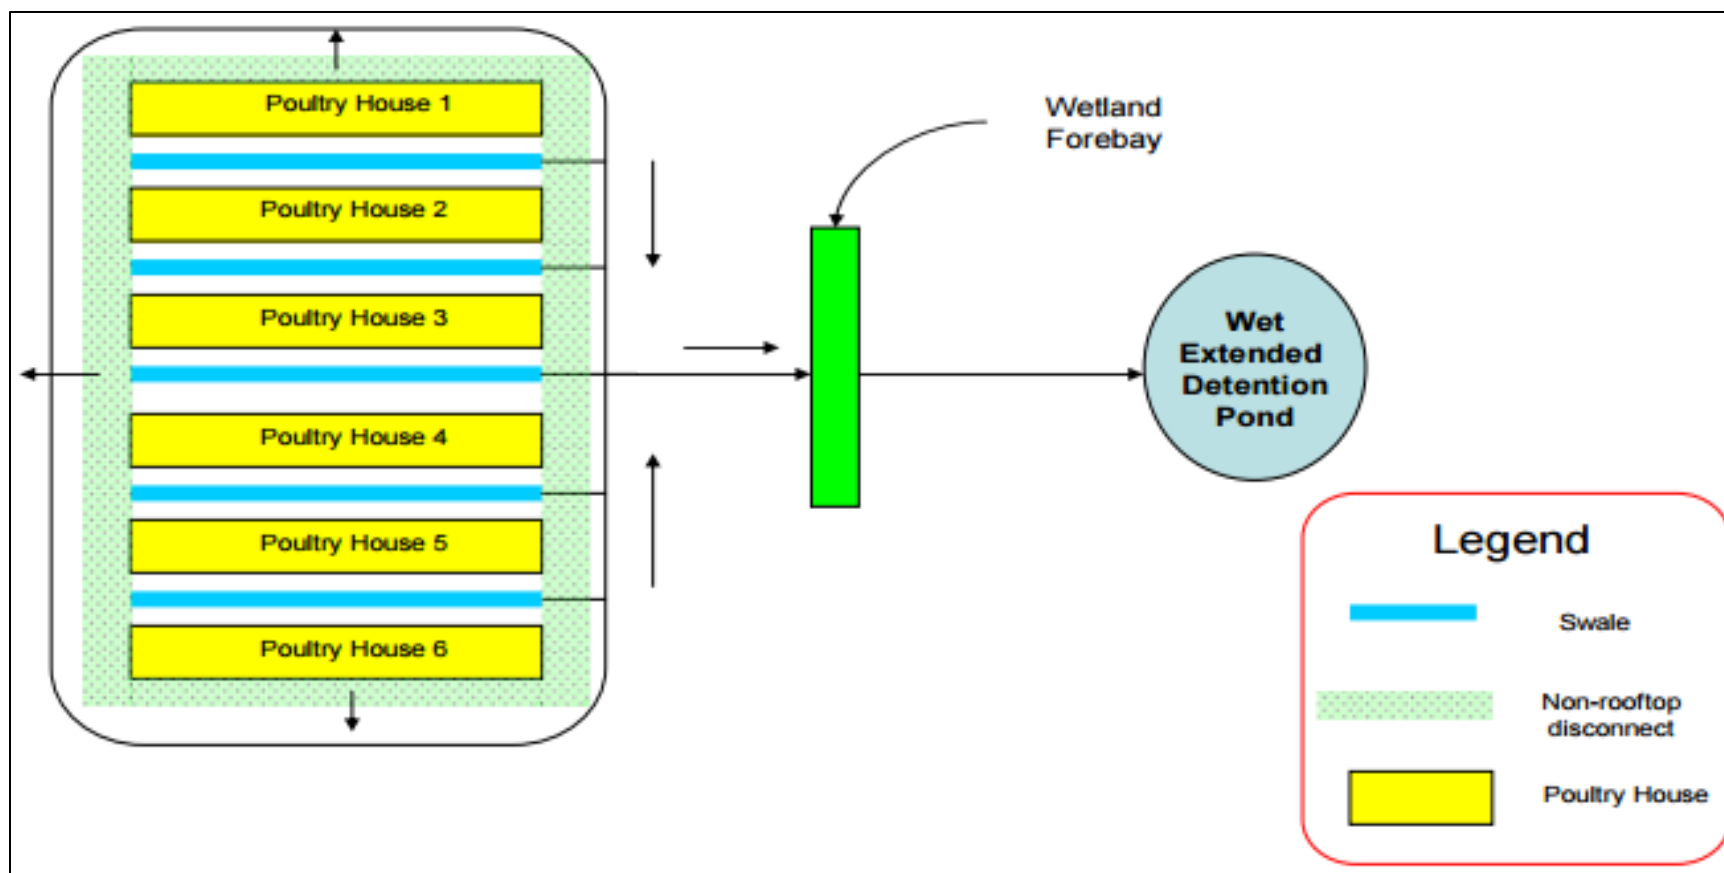 Poultry House 1
Poultry House 2
Poultry House 3
Poultry House 4
Poultry House 5
Poultry House 6
Wetland
Forebay
Wet
Extended
Detention
Pond
Legend
Swale
Non-rooftop
disconnect
Poultry House